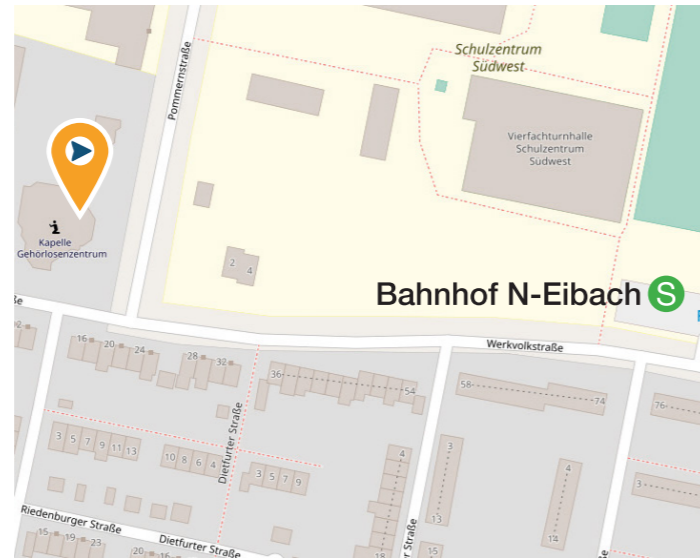 Schulzentrum
Südwest
Pommernstraße
Vierfachturnhalle
Schulzentrum
Südwest
i
Kapelle
Gehörlosenzentrum
2
4
Bahnhof N-Eibach S
P
Werkvolkstraße
16
20
24
28
32
36
54
58
74
76
Dietfurter Straße
3 5 7 9 11 13
10 8 6 4
3 5 7 9
4
3
4
3
13
14
Riedenburger Straße
15 19 23
Dietfurter Straße
20
16
18
15